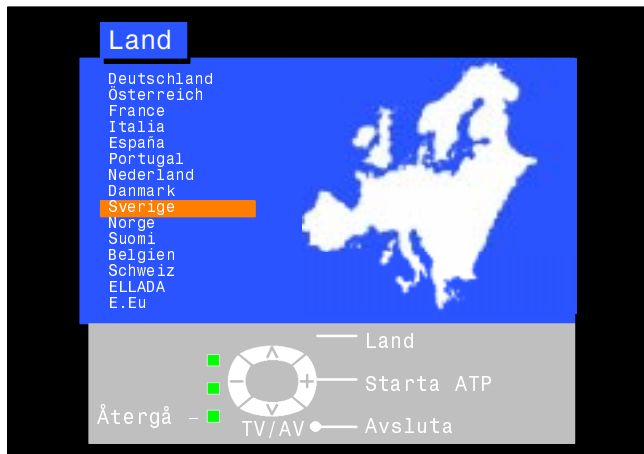 Land
Deutschland
Österreich
France
Italia
España
Portugal
Nederland
Danmark
Sverige
Norge
Suomi
Belgien
Schweiz
ELLADA
E.Eu
Land
Starta ATP
Återgå
TV/AV
Avsluta